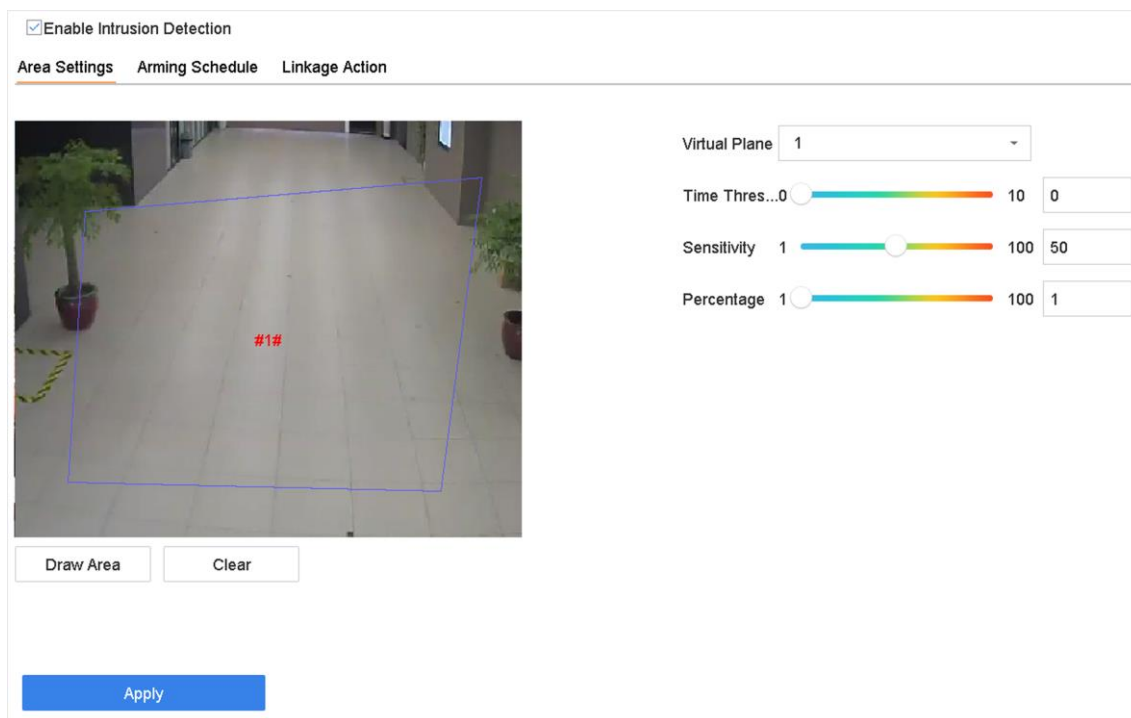 Enable Intrusion Detection
Area Settings Arming Schedule Linkage Action
Virtual Plane 1
Time Thres...0 10 0
Sensitivity 1 100 50
Percentage 1 100 1
#1#
Draw Area Clear
Apply